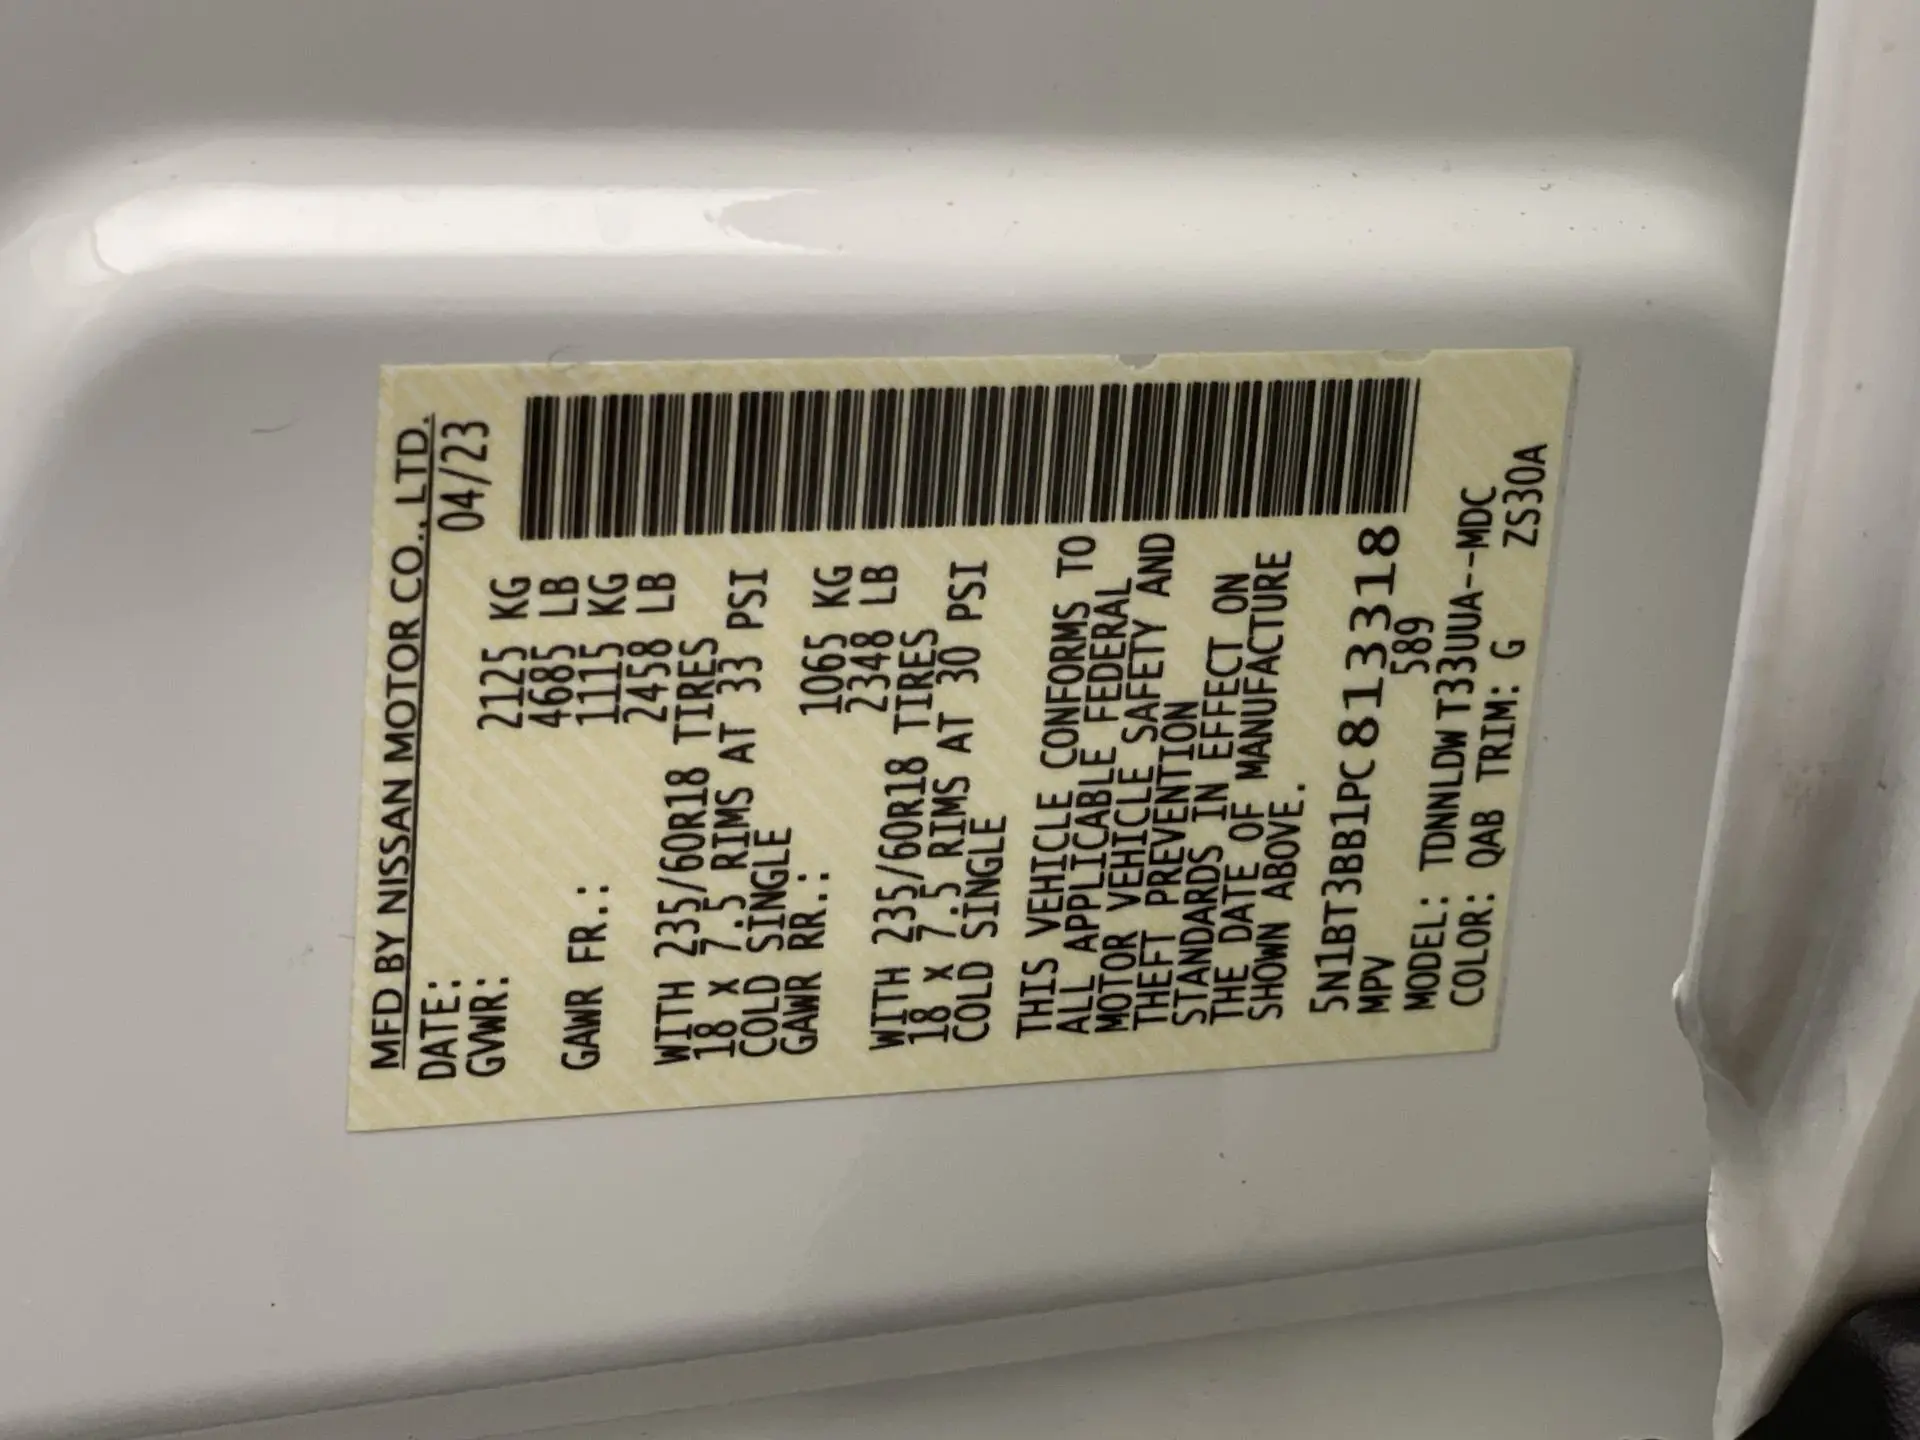 MFD BY NISSAN MOTOR CO., LTD.
DATE: 04/23
GVWR: 2125 KG
4685 LB
GAWR FR.: 1115 KG
2458 LB
WITH 235/60R18 TIRES
18 X 7.5 RIMS AT 33 PSI
COLD SINGLE
GAWR RR.: 1065 KG
2348 LB
WITH 235/60R18 TIRES
18 X 7.5 RIMS AT 30 PSI
COLD SINGLE
THIS VEHICLE CONFORMS TO
ALL APPLICABLE FEDERAL
MOTOR VEHICLE SAFETY AND
THEFT PREVENTION
STANDARDS IN EFFECT ON
THE DATE OF MANUFACTURE
SHOWN ABOVE.
5N1BT3BB1PC813318
MPV 589
MODEL: TDNNLDWT33UUA--MDC
COLOR: QAB TRIM: G ZS30A